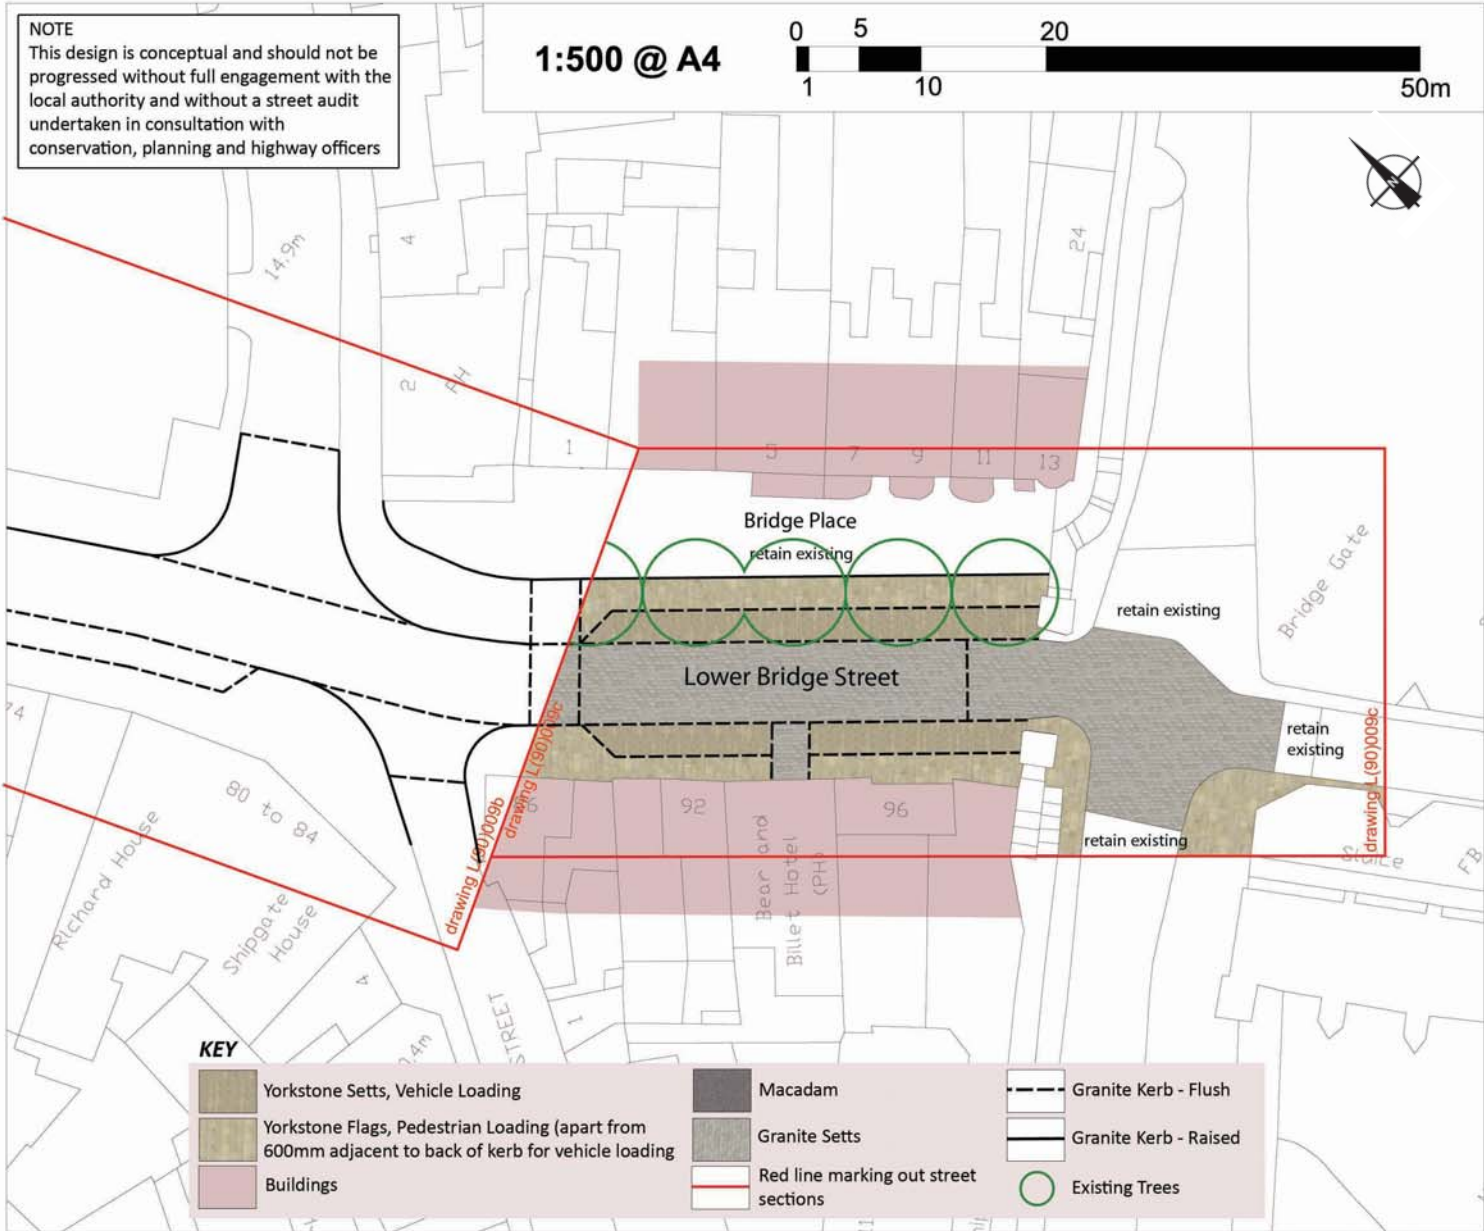 NOTE
This design is conceptual and should not be
progressed without full engagement with the
local authority and without a street audit
undertaken in consultation with
conservation, planning and highway officers
1:500 @ A4
0 5 20
1 10 50m
N
14.9m
4
24
2
PH
1
5 7 9 11 13
Bridge Place
retain existing
Bridge Gate
retain existing
Lower Bridge Street
retain
existing
74
80 to 84
92
96
Richard House
Shipgate
House
4
Bear and
Billet Hotel
(PH)
drawing L(90)009b
drawing L(90)009c
drawing L(90)009c
retain existing
Sluice
FB
STREET
1
KEY
Yorkstone Setts, Vehicle Loading
Yorkstone Flags, Pedestrian Loading (apart from
600mm adjacent to back of kerb for vehicle loading
Buildings
Macadam
Granite Setts
Red line marking out street
sections
Granite Kerb - Flush
Granite Kerb - Raised
Existing Trees